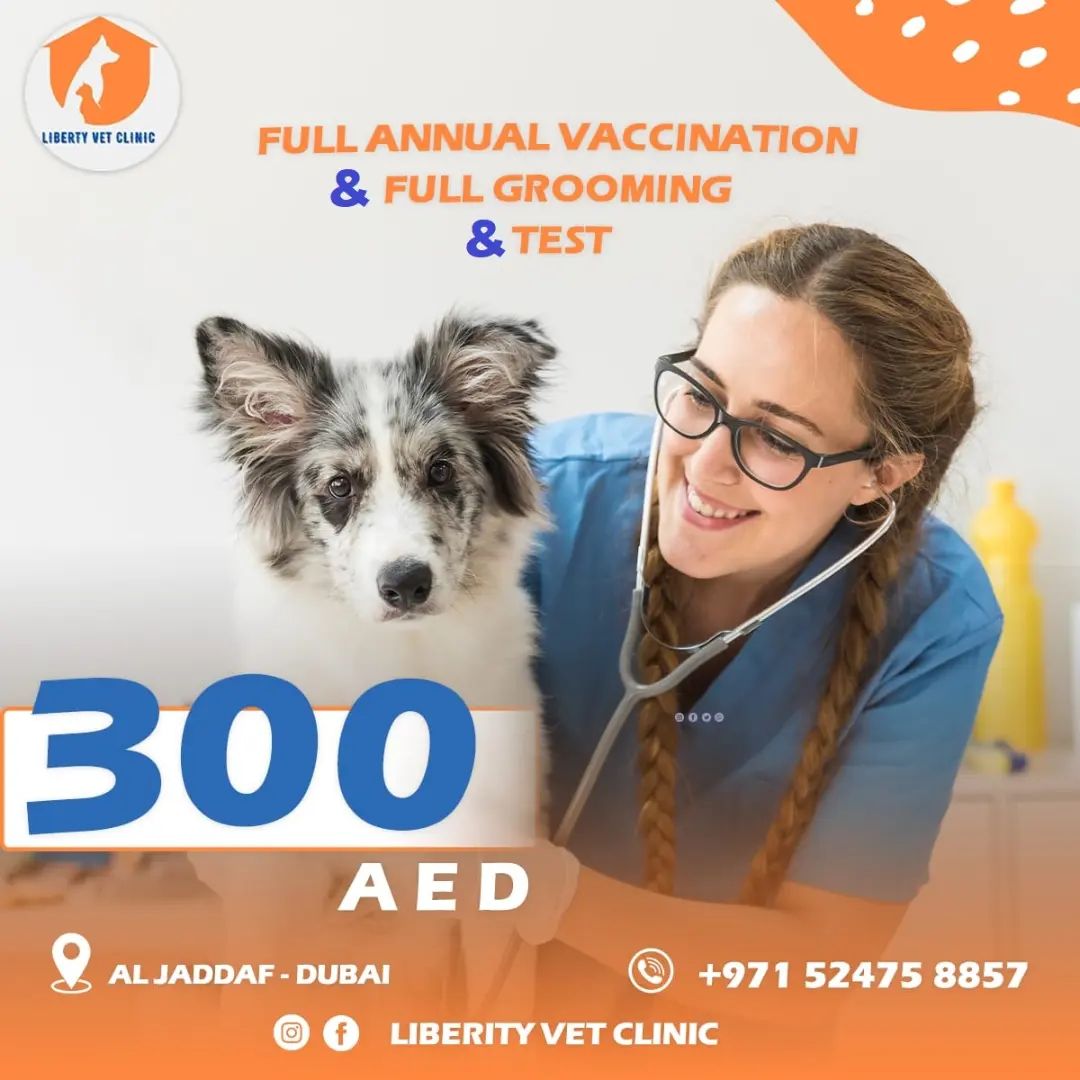 LIBERTY VET CLINIC
FULL ANNUAL VACCINATION
& FULL GROOMING
& TEST
300
AED
AL JADDAF - DUBAI
+971 52475 8857
LIBERITY VET CLINIC